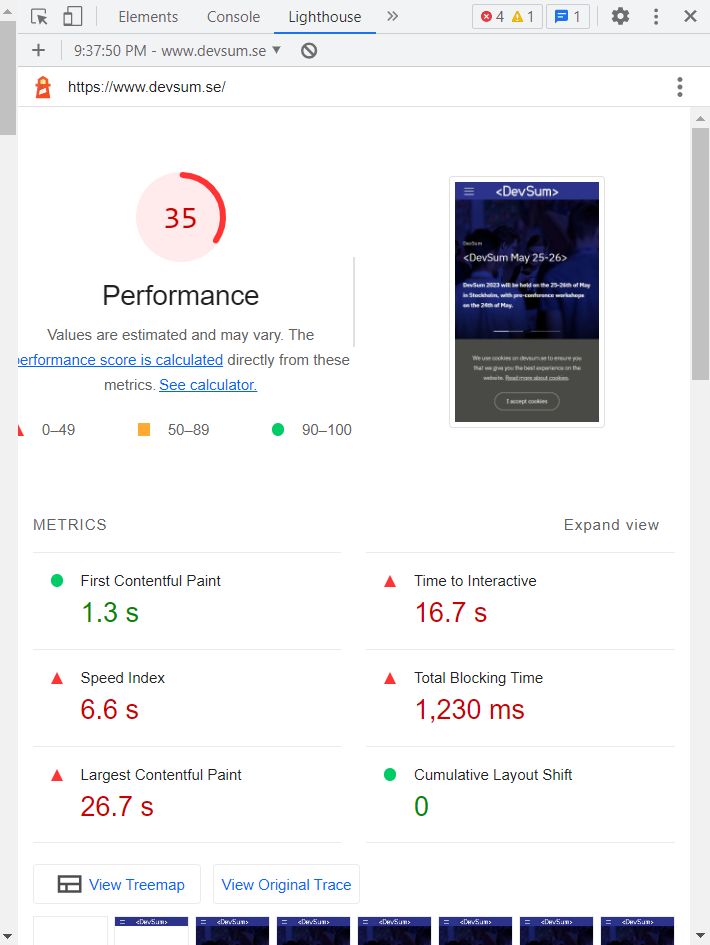 Elements Console Lighthouse 4 1 1
9:37:50 PM - www.devsum.se
https://www.devsum.se/
35
Performance
Values are estimated and may vary. The
performance score is calculated directly from these
metrics. See calculator.
0–49 50–89 90–100
<DevSum>
DevSum
<DevSum May 25-26>
DevSum 2023 will be held on the 25-26th of May
in Stockholm, with pre-conference workshops
on the 24th of May.
We use cookies on devsum.se to ensure you
that we give you the best experience on the
website. Read more about cookies.
I accept cookies
METRICS Expand view
First Contentful Paint
1.3 s
Time to Interactive
16.7 s
Speed Index
6.6 s
Total Blocking Time
1,230 ms
Largest Contentful Paint
26.7 s
Cumulative Layout Shift
0
View Treemap View Original Trace
<DevSum> <DevSum> <DevSum> <DevSum> <DevSum> <DevSum> <DevSum>